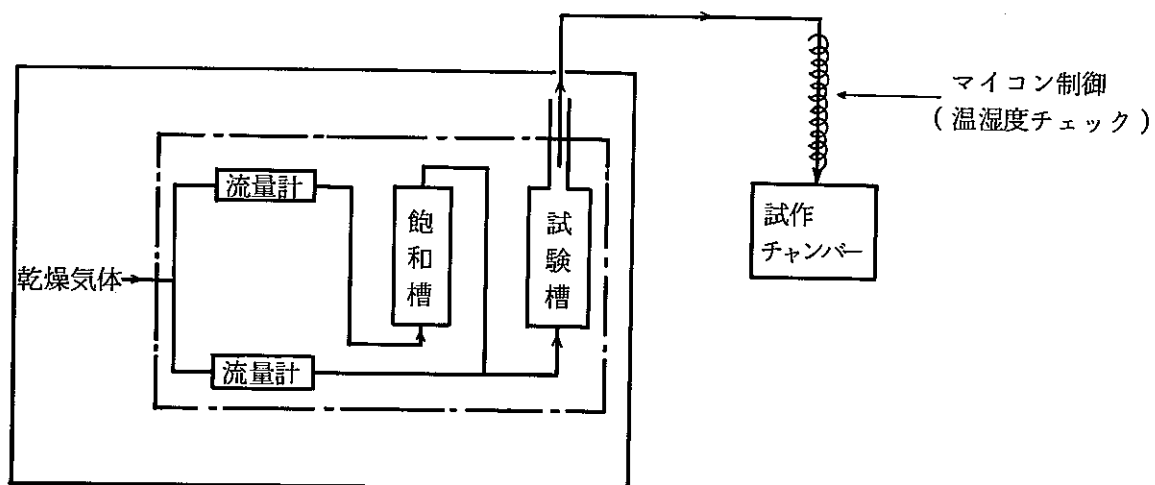 マイコン制御
(温湿度チェック)
流量計
飽和槽
試験槽
試作
チャンバー
乾燥気体
流量計